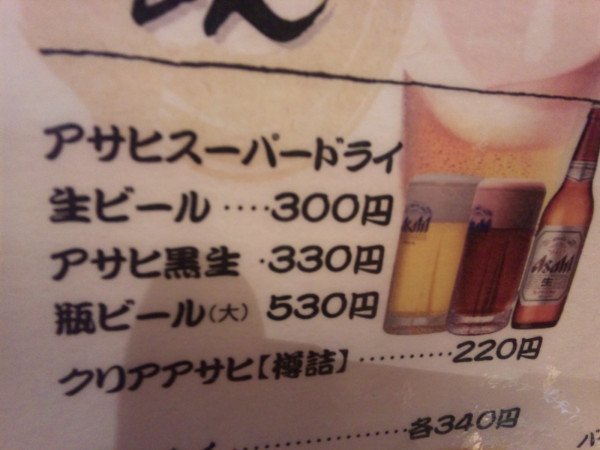 アサヒスーパードライ
生ビール ････300円
アサヒ黒生 ･330円
瓶ビール(大) 530円
クリアアサヒ【樽詰】 ･･････････220円
各340円
Asahi
Asahi